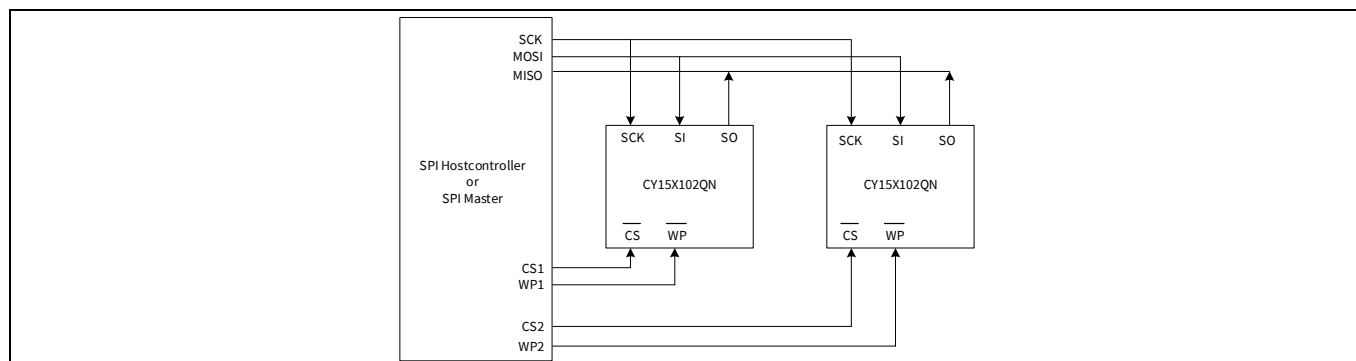 SCK
MOSI
MISO
SPI Hostcontroller
or
SPI Master
CS1
WP1
CS2
WP2
SCK SI SO
CY15X102QN
CS WP
SCK SI SO
CY15X102QN
CS WP